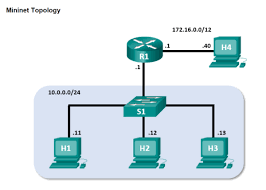 Mininet Topology
172.16.0.0/12
.1
.40
R1
H4
.1
10.0.0.0/24
S1
.11
.12
.13
H1
H2
H3